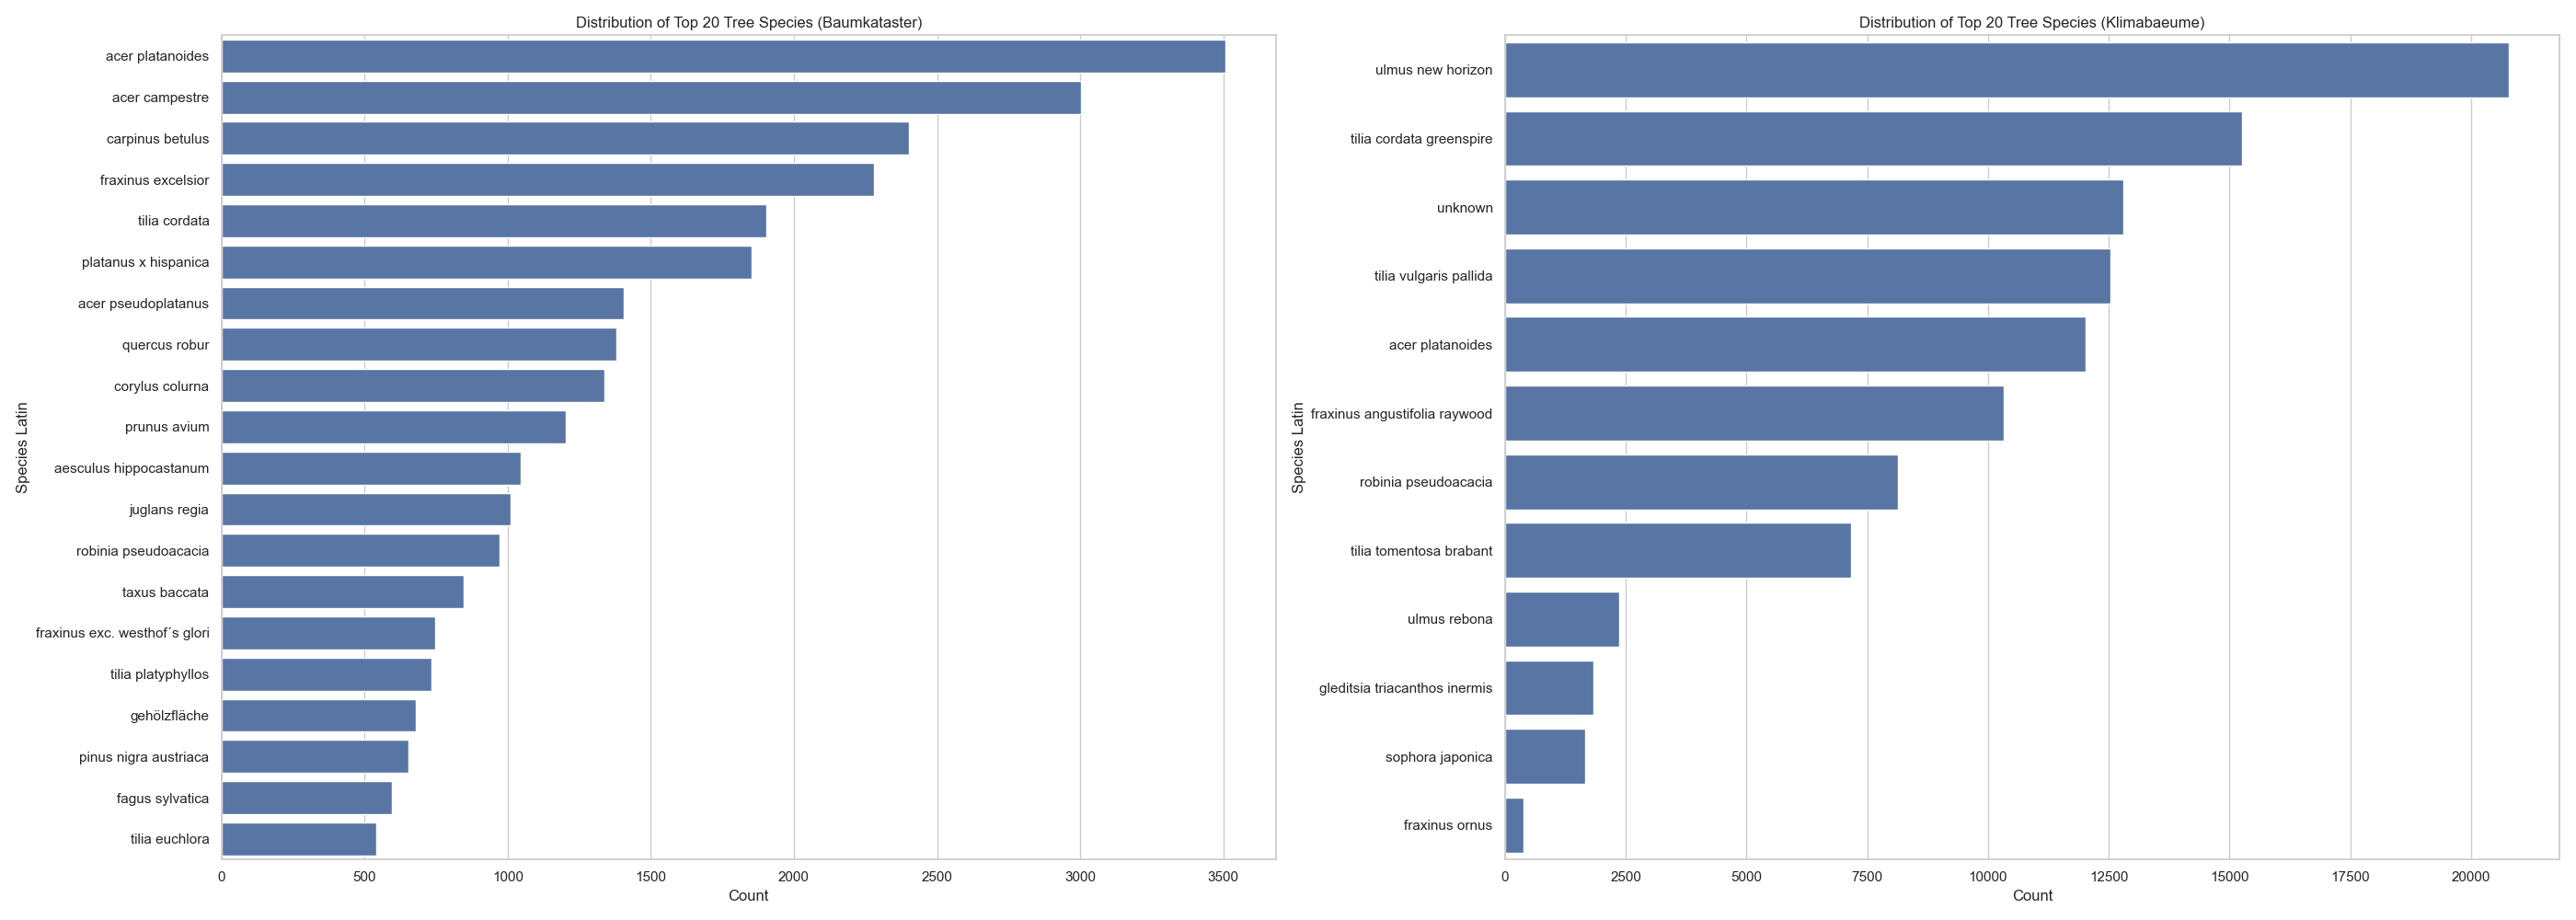 Distribution of Top 20 Tree Species (Baumkataster)
Species Latin
acer platanoides
acer campestre
carpinus betulus
fraxinus excelsior
tilia cordata
platanus x hispanica
acer pseudoplatanus
quercus robur
corylus colurna
prunus avium
aesculus hippocastanum
juglans regia
robinia pseudoacacia
taxus baccata
fraxinus exc. westhof´s glori
tilia platyphyllos
gehölzfläche
pinus nigra austriaca
fagus sylvatica
tilia euchlora
0 500 1000 1500 2000 2500 3000 3500
Count
Distribution of Top 20 Tree Species (Klimabaeume)
Species Latin
ulmus new horizon
tilia cordata greenspire
unknown
tilia vulgaris pallida
acer platanoides
fraxinus angustifolia raywood
robinia pseudoacacia
tilia tomentosa brabant
ulmus rebona
gleditsia triacanthos inermis
sophora japonica
fraxinus ornus
0 2500 5000 7500 10000 12500 15000 17500 20000
Count